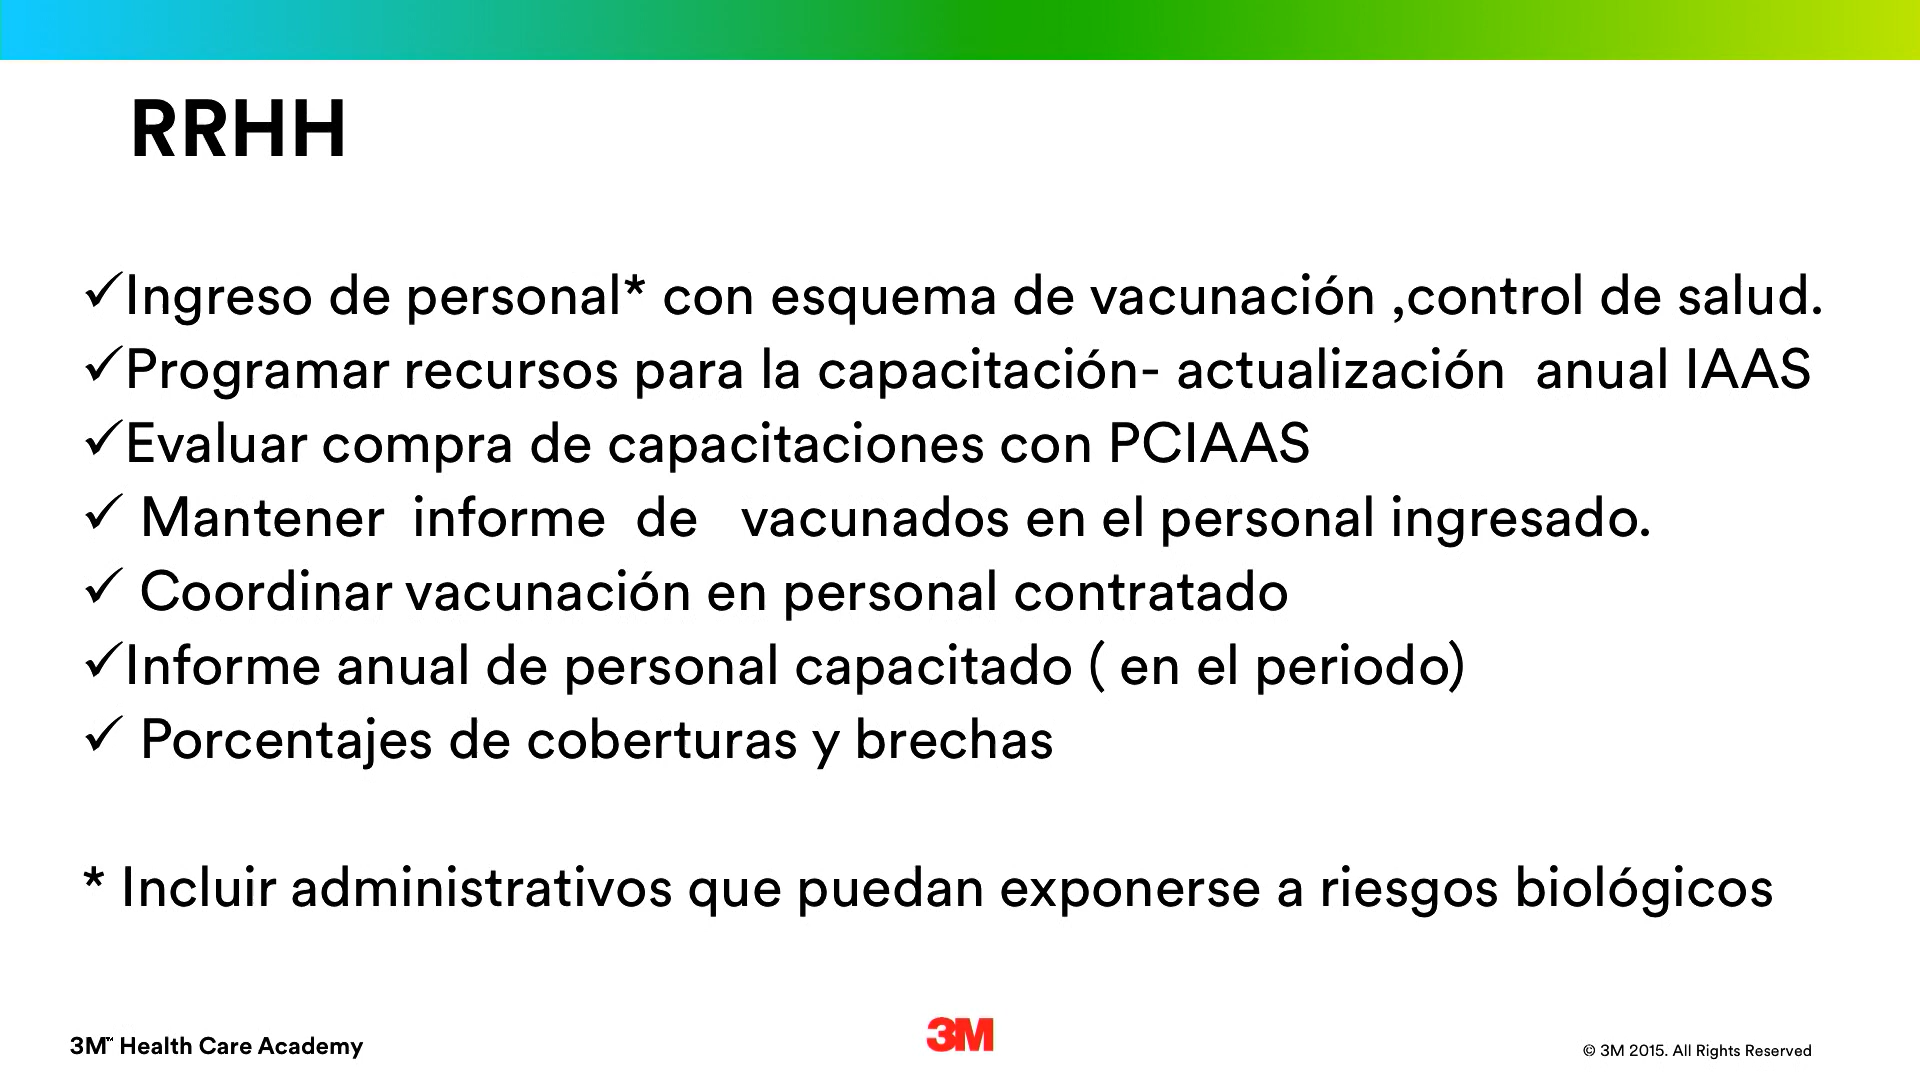 RRHH
✓Ingreso de personal* con esquema de vacunación ,control de salud.
✓Programar recursos para la capacitación- actualización  anual IAAS
✓Evaluar compra de capacitaciones con PCIAAS
✓ Mantener  informe  de   vacunados en el personal ingresado.
✓ Coordinar vacunación en personal contratado
✓Informe anual de personal capacitado ( en el periodo)
✓ Porcentajes de coberturas y brechas
* Incluir administrativos que puedan exponerse a riesgos biológicos
3M™ Health Care Academy
3M
© 3M 2015. All Rights Reserved